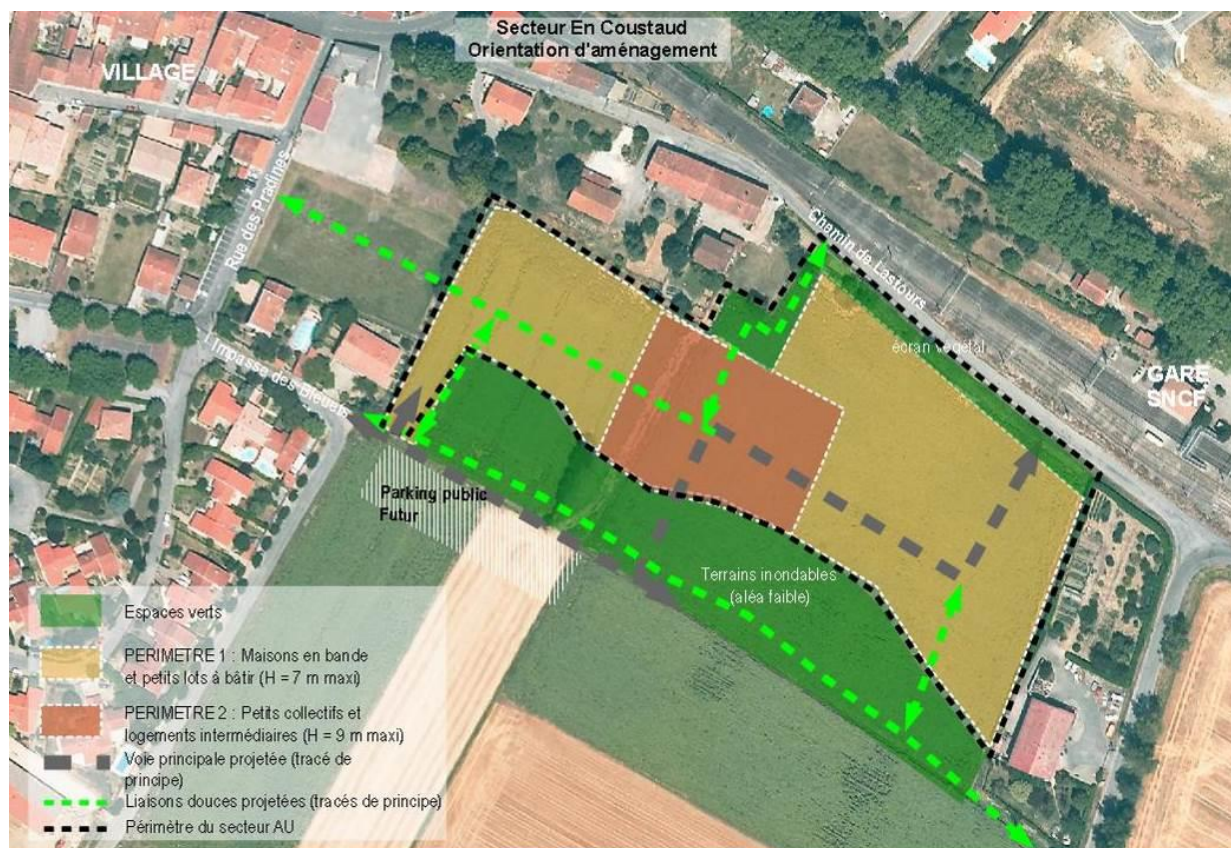 Secteur En Coustaud
Orientation d'aménagement
VILLAGE
Rue des Pradines
Chemin de Lastours
écran végétal
GARE
SNCF
l'Impasse des Bleuets
Parking public
Futur
Terrains inondables
(aléa faible)
Espaces verts
PERIMETRE 1 : Maisons en bande
et petits lots à bâtir (H = 7 m maxi)
PERIMETRE 2 : Petits collectifs et
logements intermédiaires (H = 9 m maxi)
Voie principale projetée (tracé de
principe)
Liaisons douces projetées (tracés de principe)
Périmètre du secteur AU